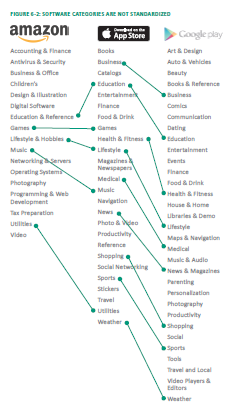 FIGURE 6-2: SOFTWARE CATEGORIES ARE NOT STANDARDIZED
amazon
Accounting & Finance
Antivirus & Security
Business & Office
Children's
Design & Illustration
Digital Software
Education & Reference
Games
Lifestyle & Hobbies
Music
Networking & Servers
Operating Systems
Photography
Programming & Web
Development
Tax Preparation
Utilities
Video
Download on the
App Store
Books
Business
Catalogs
Education
Entertainment
Finance
Food & Drink
Games
Health & Fitness
Lifestyle
Magazines &
Newspapers
Medical
Music
Navigation
News
Photo & Video
Productivity
Reference
Shopping
Social Networking
Sports
Stickers
Travel
Utilities
Weather
Google play
Art & Design
Auto & Vehicles
Beauty
Books & Reference
Business
Comics
Communication
Dating
Education
Entertainment
Events
Finance
Food & Drink
Health & Fitness
House & Home
Libraries & Demo
Lifestyle
Maps & Navigation
Medical
Music & Audio
News & Magazines
Parenting
Personalization
Photography
Productivity
Shopping
Social
Sports
Tools
Travel and Local
Video Players &
Editors
Weather